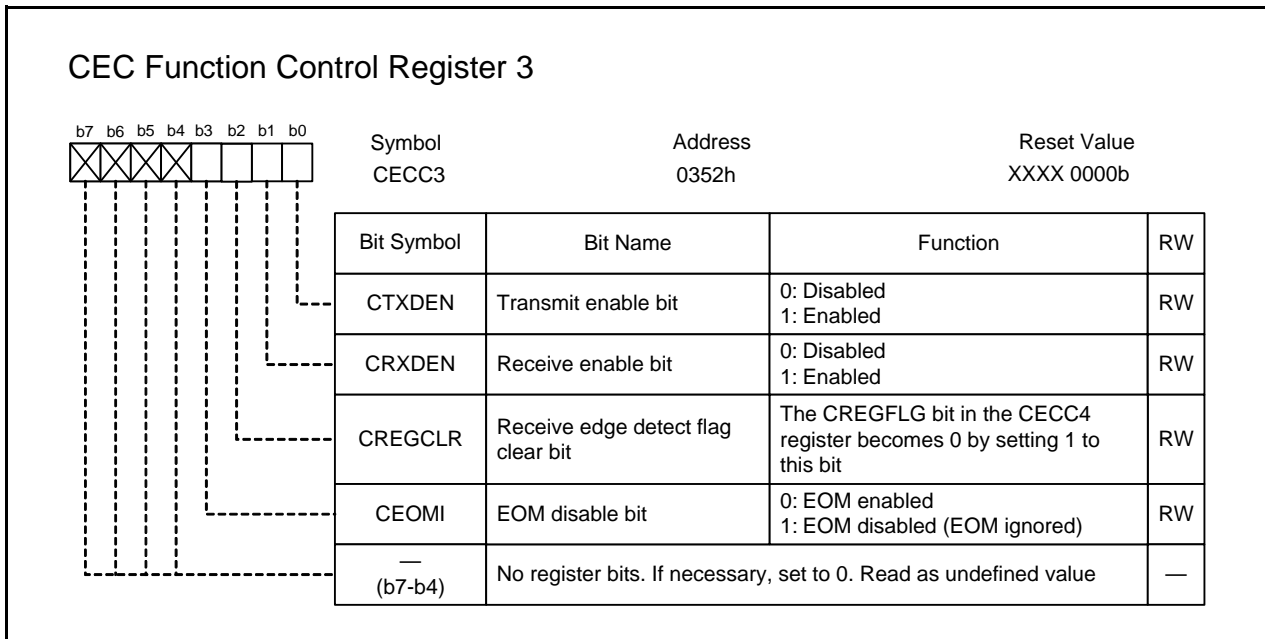 CEC Function Control Register 3
b7 b6 b5 b4 b3 b2 b1 b0
Symbol Address Reset Value
CECC3 0352h XXXX 0000b
Bit Symbol Bit Name Function RW
CTXDEN Transmit enable bit 0: Disabled
1: Enabled RW
CRXDEN Receive enable bit 0: Disabled
1: Enabled RW
CREGCLR Receive edge detect flag
clear bit The CREGFLG bit in the CECC4
register becomes 0 by setting 1 to
this bit RW
CEOMI EOM disable bit 0: EOM enabled
1: EOM disabled (EOM ignored) RW
—
(b7-b4) No register bits. If necessary, set to 0. Read as undefined value —